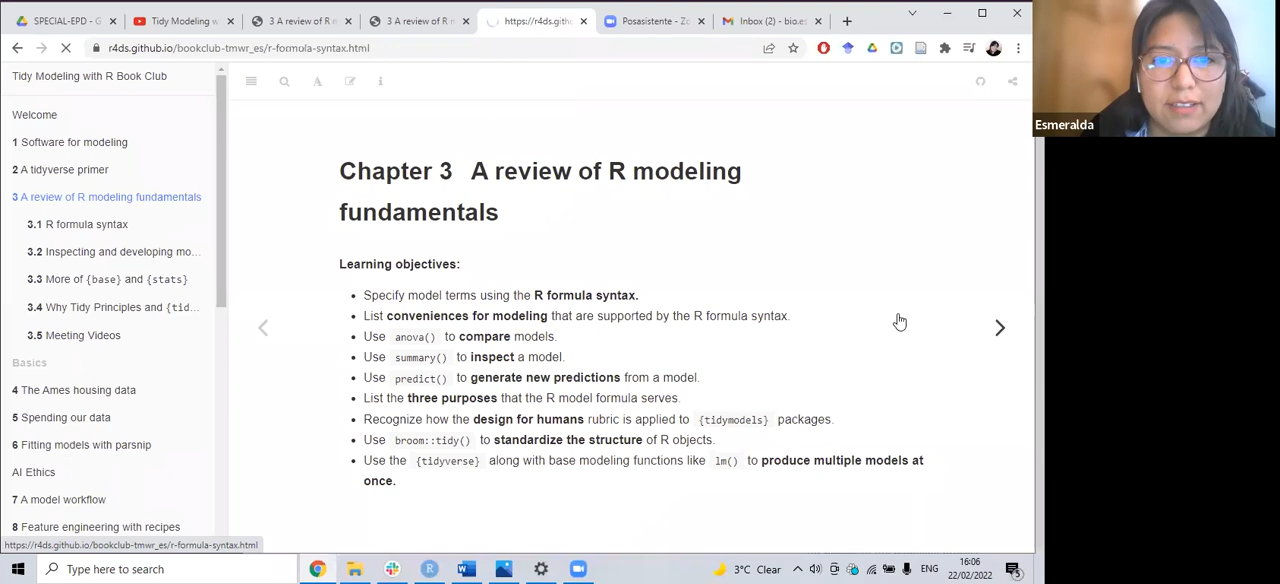 SPECIAL-EPD - G
Tidy Modeling w
3 A review of R m
3 A review of R m
https://r4ds.githu
Posasistente - Zo
Inbox (2) - bio.es
r4ds.github.io/bookclub-tmwr_es/r-formula-syntax.html
Esmeralda
Tidy Modeling with R Book Club
Welcome
1 Software for modeling
2 A tidyverse primer
3 A review of R modeling fundamentals
3.1 R formula syntax
3.2 Inspecting and developing mo...
3.3 More of {base} and {stats}
3.4 Why Tidy Principles and {tid...
3.5 Meeting Videos
Basics
4 The Ames housing data
5 Spending our data
6 Fitting models with parsnip
AI Ethics
7 A model workflow
8 Feature engineering with recipes
Chapter 3 A review of R modeling
fundamentals
Learning objectives:
• Specify model terms using the R formula syntax.
• List conveniences for modeling that are supported by the R formula syntax.
• Use anova() to compare models.
• Use summary() to inspect a model.
• Use predict() to generate new predictions from a model.
• List the three purposes that the R model formula serves.
• Recognize how the design for humans rubric is applied to {tidymodels} packages.
• Use broom::tidy() to standardize the structure of R objects.
• Use the {tidyverse} along with base modeling functions like lm() to produce multiple models at
once.
https://r4ds.github.io/bookclub-tmwr_es/r-formula-syntax.html
Type here to search
3°C Clear
ENG
16:06
22/02/2022
5